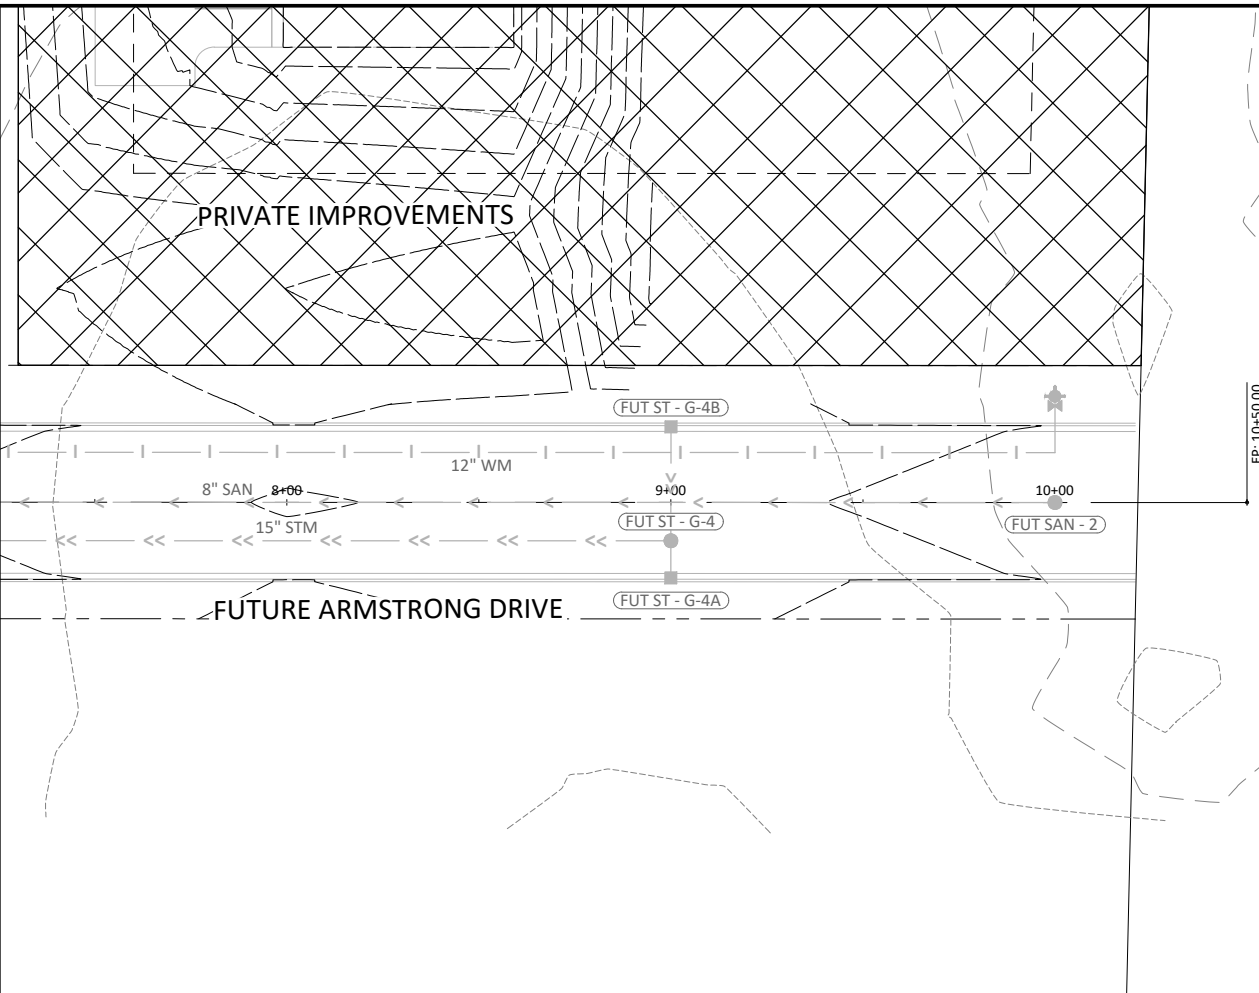 PRIVATE IMPROVEMENTS
EP: 10+50.00
FUT ST - G-4B
12" WM
8" SAN
8+00
9+00
10+00
15" STM
FUT ST - G-4
FUT SAN - 2
FUT ST - G-4A
FUTURE ARMSTRONG DRIVE